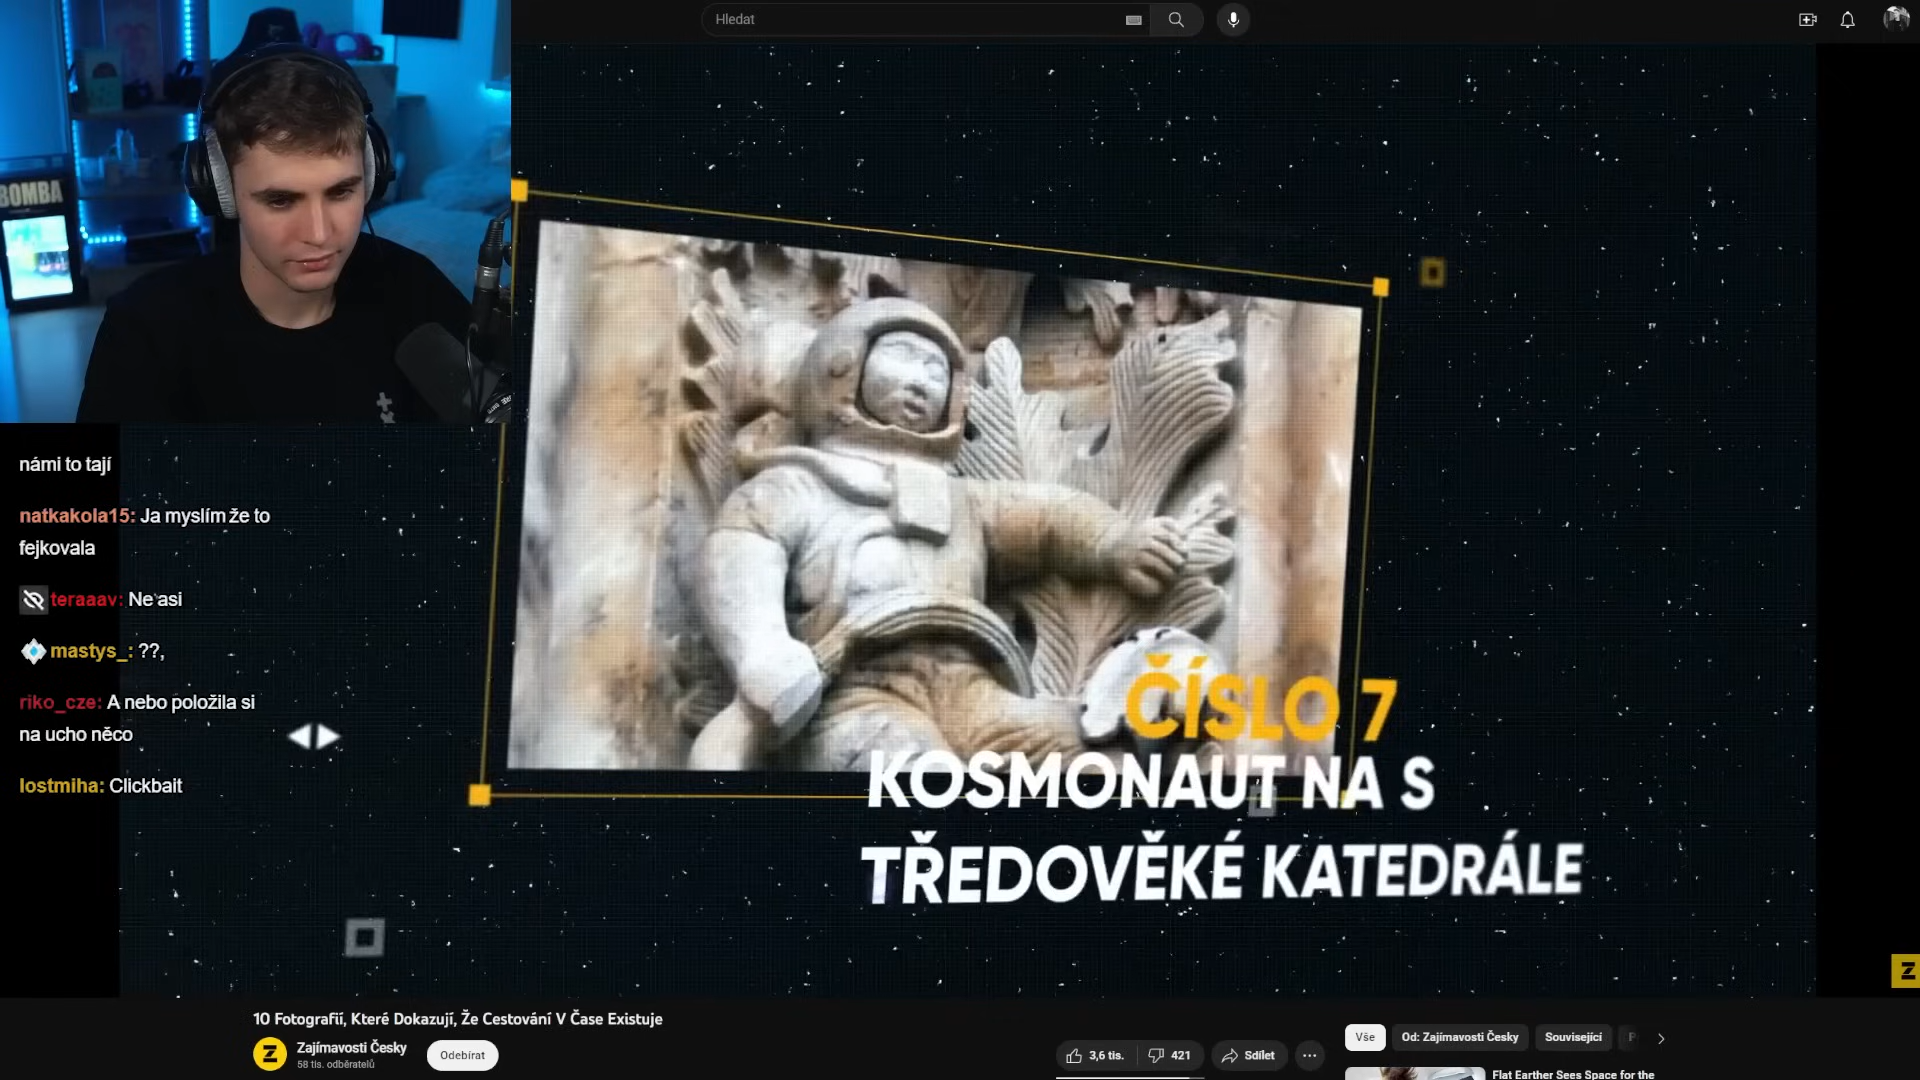 Hledat
BOMBA
námi to tají
natkakola15: Ja myslím že to
fejkovala
teraaav: Ne asi
mastys_: ??,
riko_cze: A nebo položila si
na ucho něco
lostmiha: Clickbait
ČÍSLO 7
KOSMONAUT NA S
TŘEDOVĚKÉ KATEDRÁLE
Z
10 Fotografií, Které Dokazují, Že Cestování V Čase Existuje
Z
Zajímavosti Česky
58 tis. odběratelů
Odebírat
3,6 tis.
421
Sdílet
Vše
Od: Zajímavosti Česky
Související
P
Flat Earther Sees Space for the